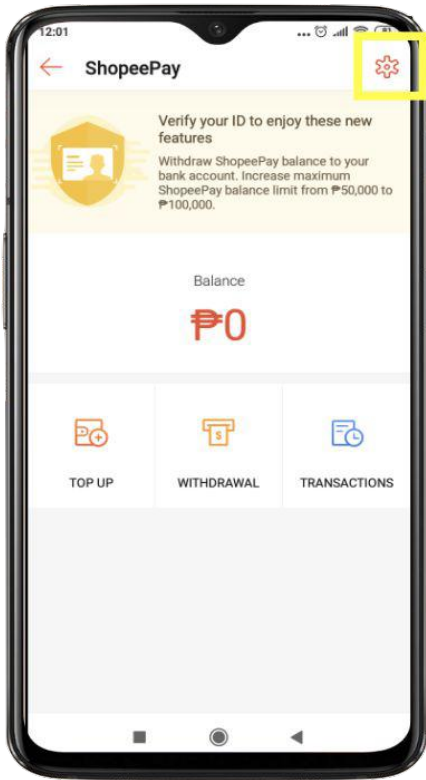 12:01
ShopeePay
Verify your ID to enjoy these new
features
Withdraw ShopeePay balance to your
bank account. Increase maximum
ShopeePay balance limit from ₱50,000 to
₱100,000.
Balance
₱0
TOP UP
WITHDRAWAL
TRANSACTIONS